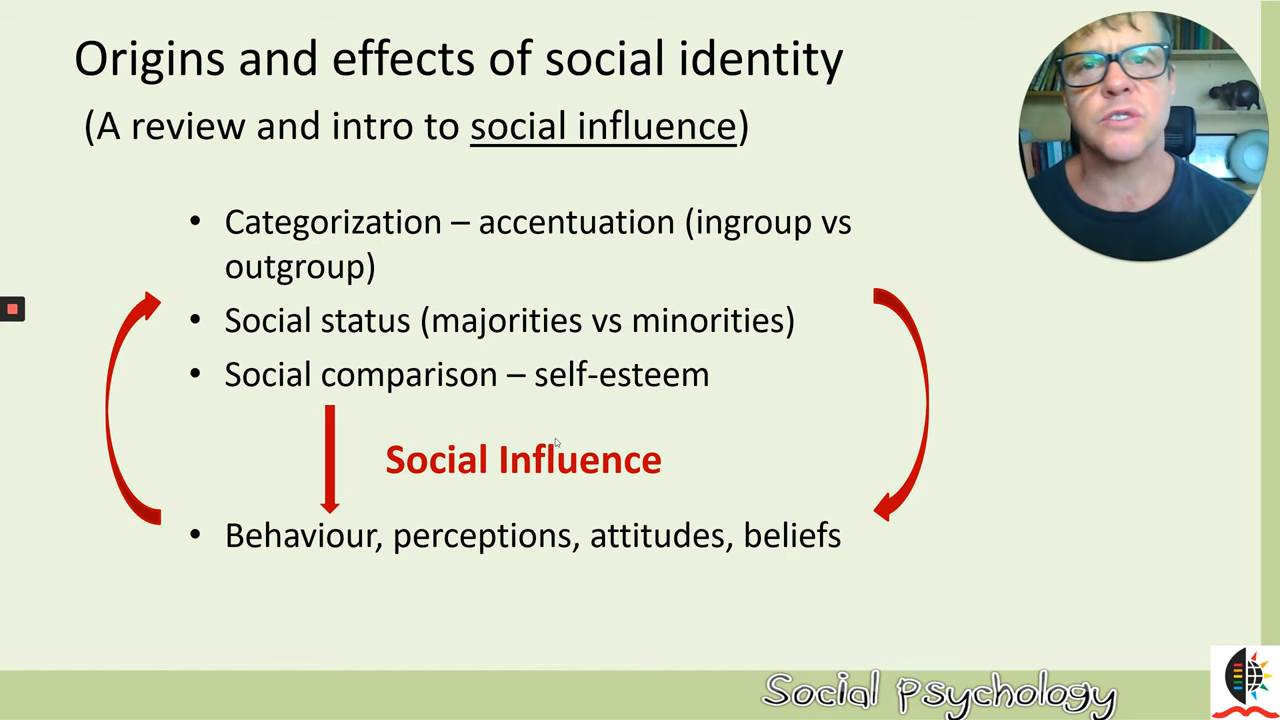 Origins and effects of social identity
(A review and intro to social influence)
• Categorization – accentuation (ingroup vs
outgroup)
• Social status (majorities vs minorities)
• Social comparison – self-esteem
Social Influence
• Behaviour, perceptions, attitudes, beliefs
Social Psychology